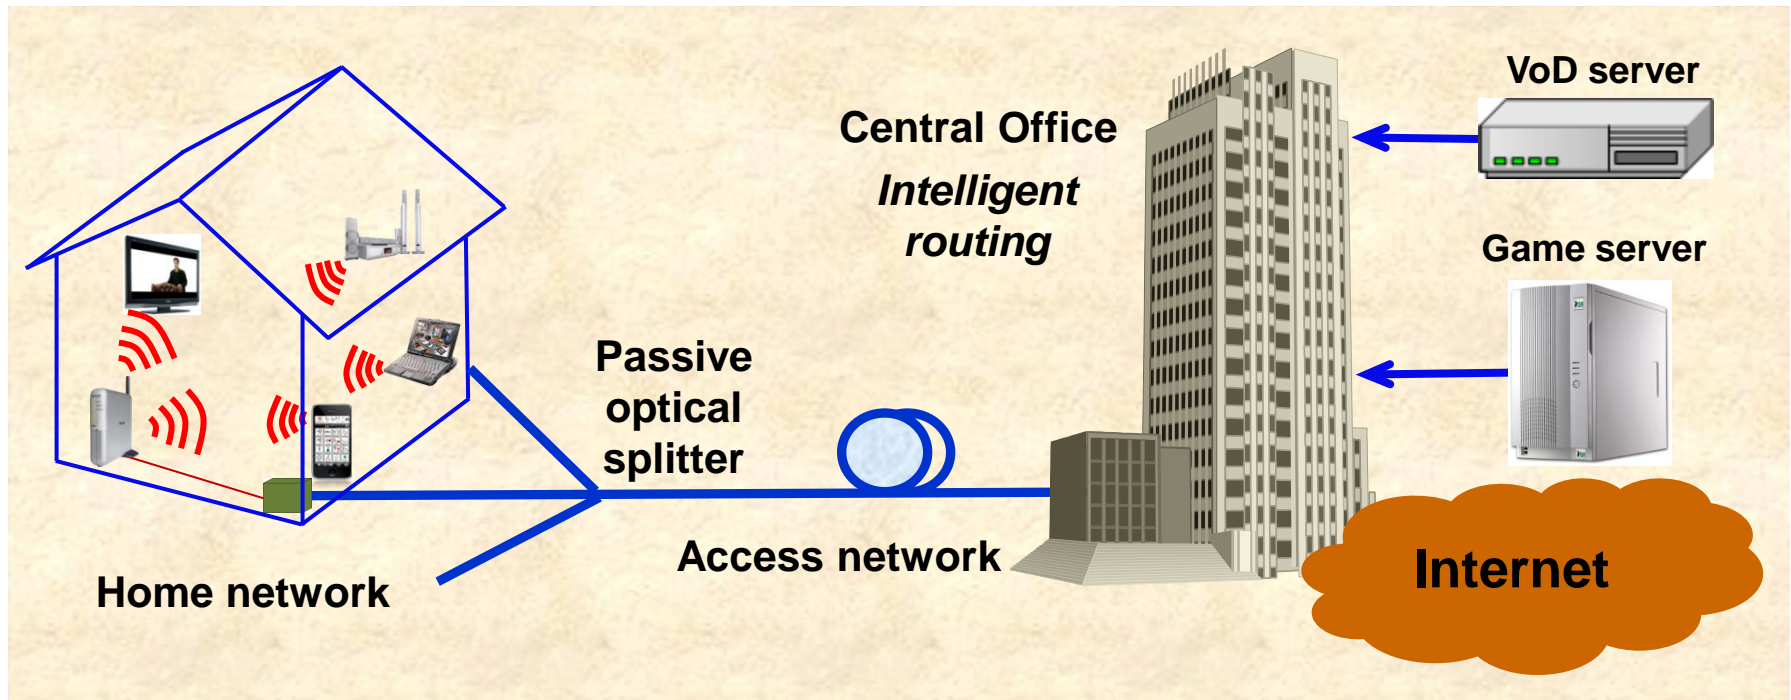 VoD server
Central Office
Intelligent
routing
Game server
Passive
optical
splitter
Access network
Internet
Home network